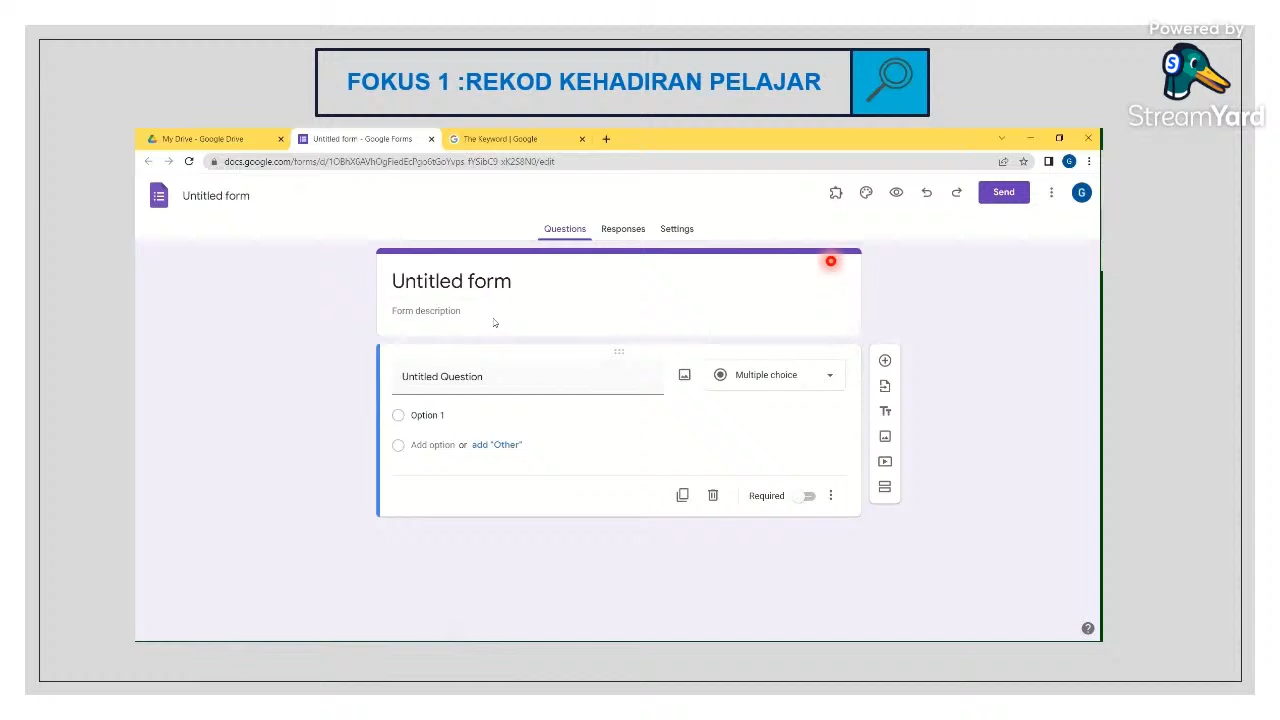 Powered by
StreamYard
FOKUS 1 :REKOD KEHADIRAN PELAJAR
My Drive - Google Drive
Untitled form - Google Forms
The Keyword | Google
Untitled form
Send
G
Questions
Responses
Settings
Untitled form
Form description
Untitled Question
Multiple choice
Option 1
Add option or add "Other"
Required